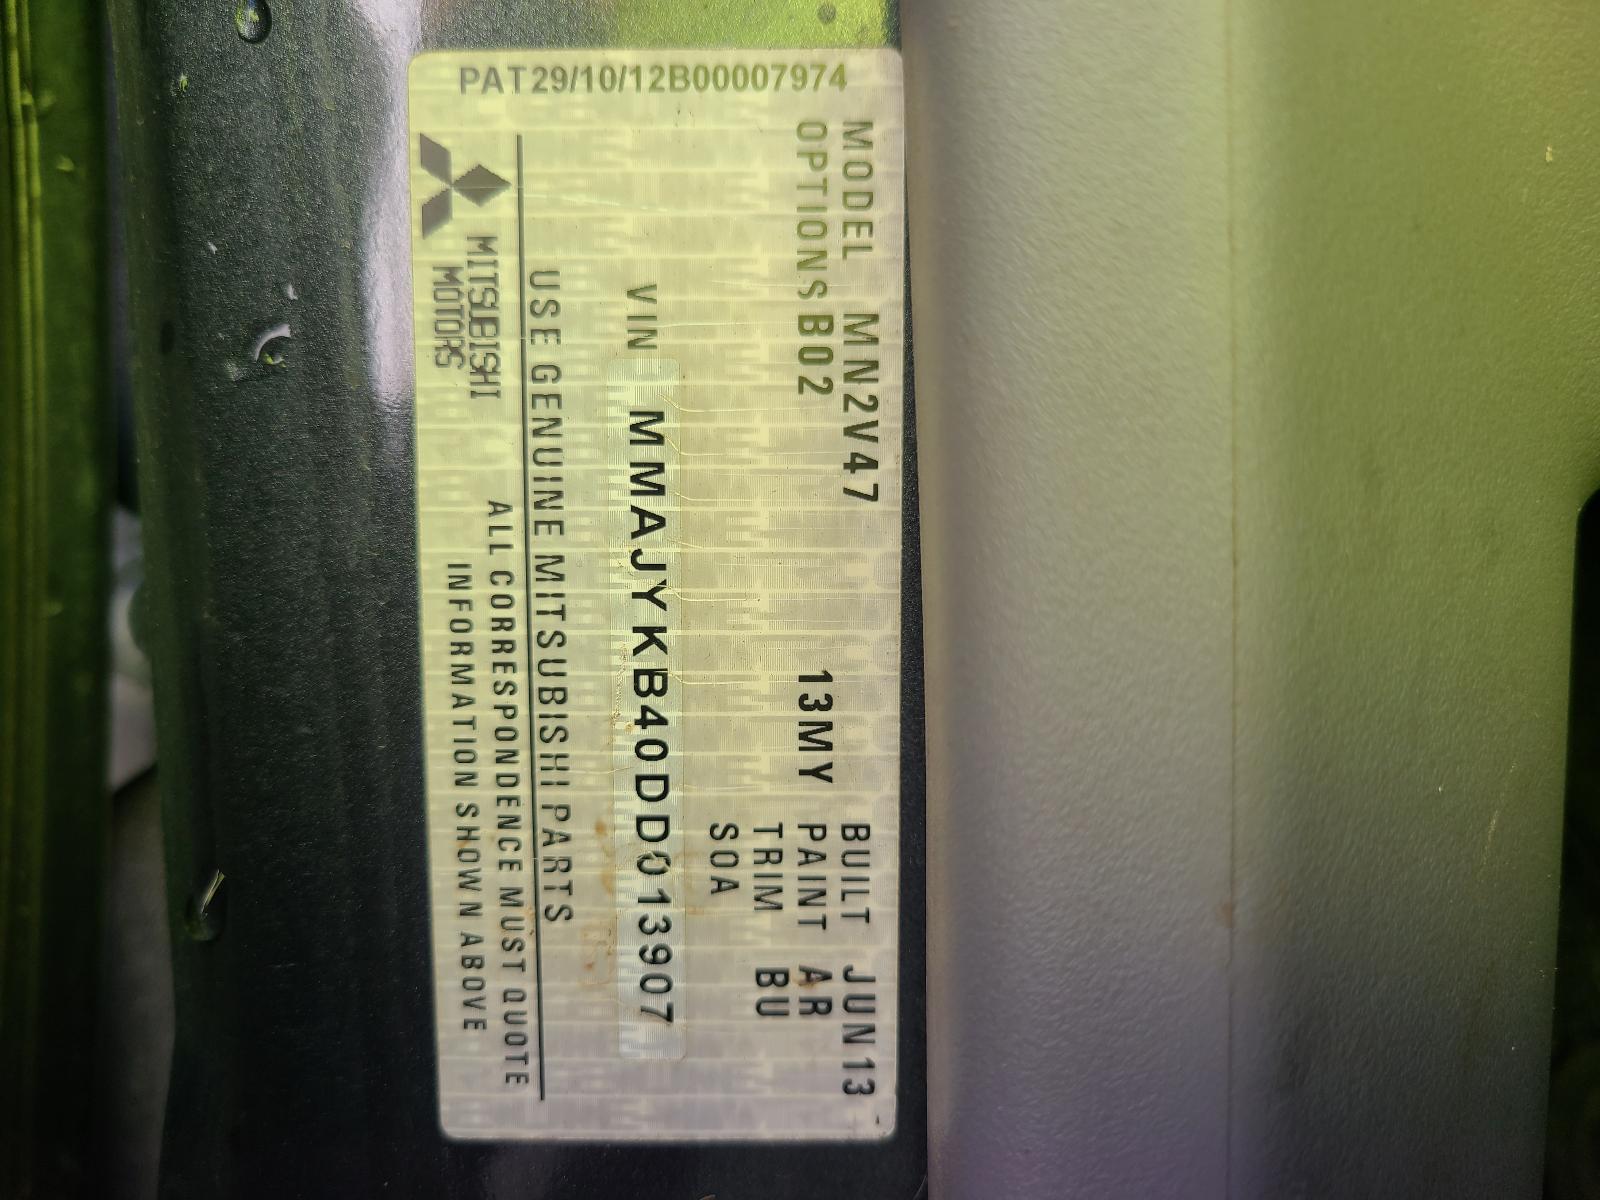 PAT29/10/12B00007974
MODEL MN2V47 BUILT JUN13
OPTIONS B02 13MY PAINT AR
TRIM BU
SOA
VIN MMAJYKB40DD013907
USE GENUINE MITSUBISHI PARTS
MITSUBISHI
MOTORS
ALL CORRESPONDENCE MUST QUOTE
INFORMATION SHOWN ABOVE